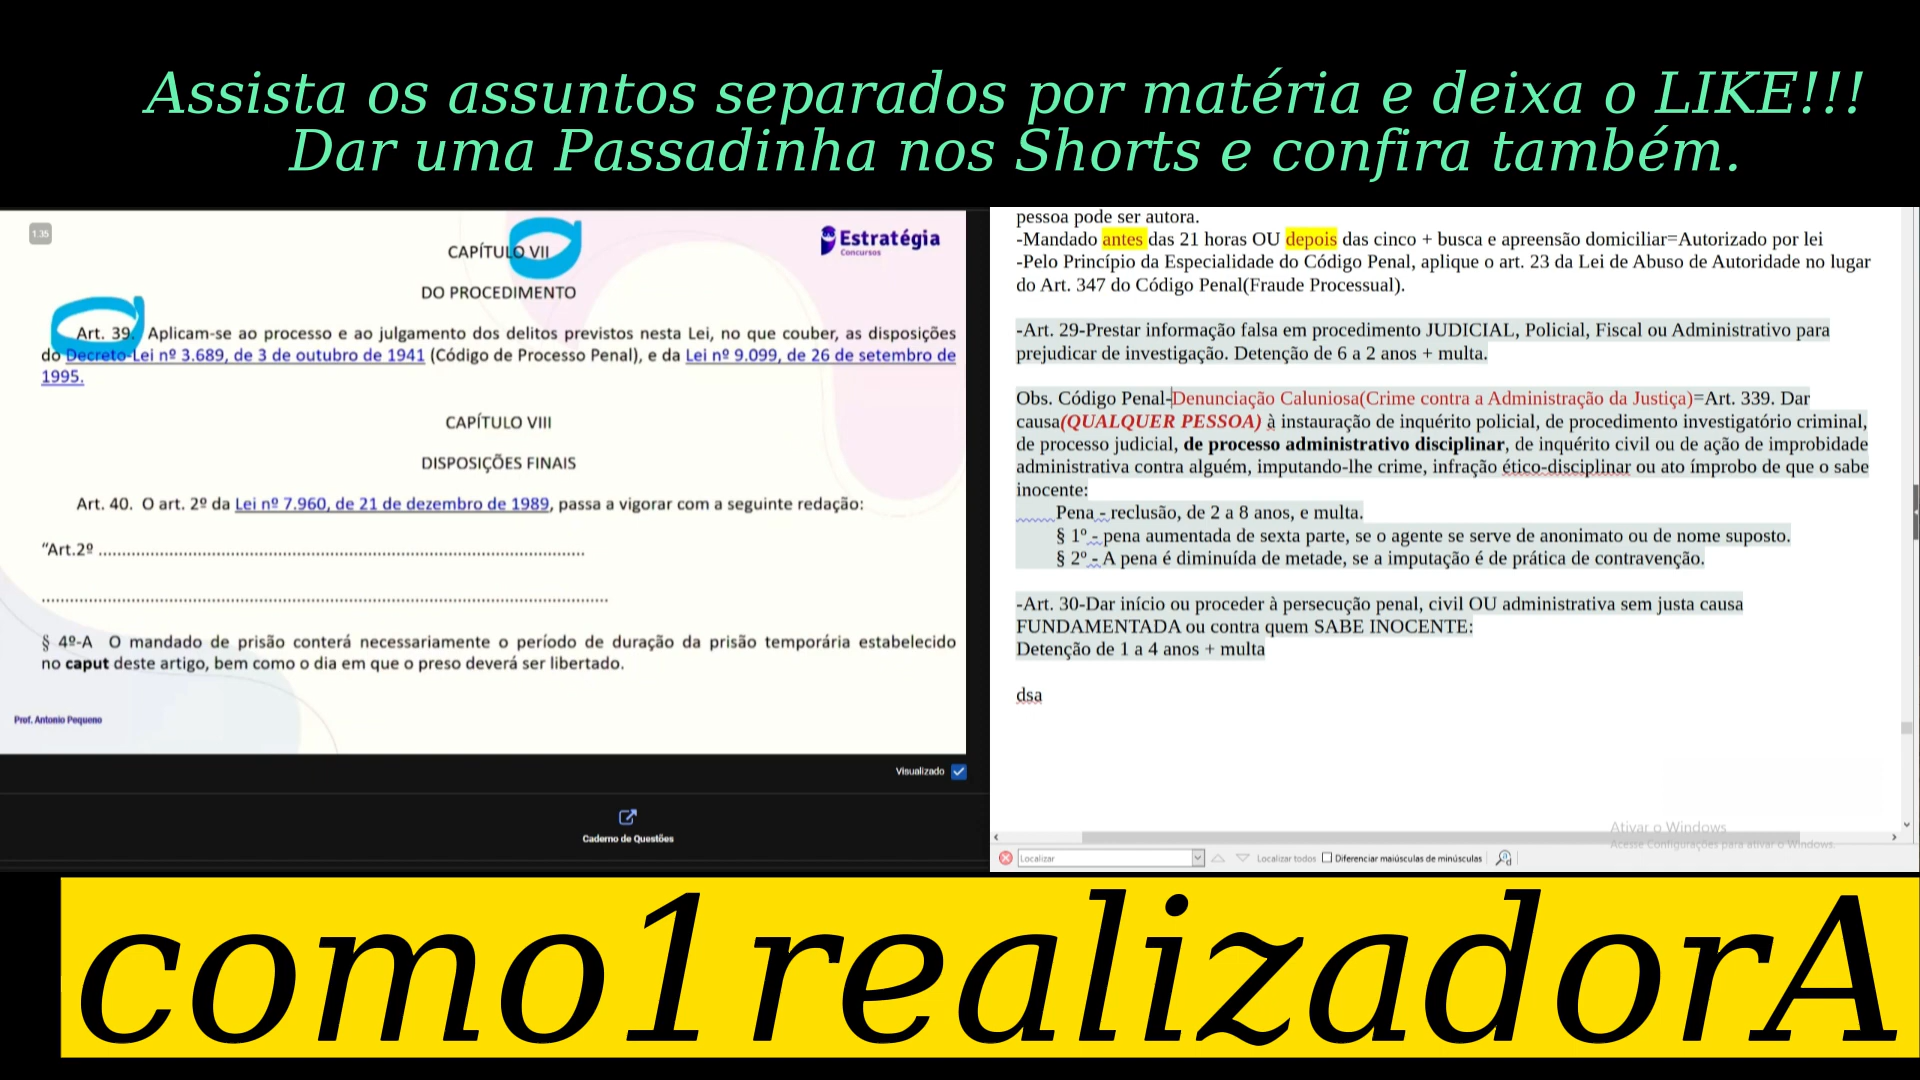 Assista os assuntos separados por matéria e deixa o LIKE!!!
Dar uma Passadinha nos Shorts e confira também.
1.35
CAPÍTULO VII
Estratégia
Concursos
DO PROCEDIMENTO
Art. 39. Aplicam-se ao processo e ao julgamento dos delitos previstos nesta Lei, no que couber, as disposições
do Decreto-Lei nº 3.689, de 3 de outubro de 1941 (Código de Processo Penal), e da Lei nº 9.099, de 26 de setembro de
1995.
CAPÍTULO VIII
DISPOSIÇÕES FINAIS
Art. 40. O art. 2º da Lei nº 7.960, de 21 de dezembro de 1989, passa a vigorar com a seguinte redação:
“Art.2º ..........................................................................................
...........................................................................................................
§ 4º-A O mandado de prisão conterá necessariamente o período de duração da prisão temporária estabelecido
no caput deste artigo, bem como o dia em que o preso deverá ser libertado.
Prof. Antonio Pequeno
Visualizado
Caderno de Questões
pessoa pode ser autora.
-Mandado antes das 21 horas OU depois das cinco + busca e apreensão domiciliar=Autorizado por lei
-Pelo Princípio da Especialidade do Código Penal, aplique o art. 23 da Lei de Abuso de Autoridade no lugar
do Art. 347 do Código Penal(Fraude Processual).
-Art. 29-Prestar informação falsa em procedimento JUDICIAL, Policial, Fiscal ou Administrativo para
prejudicar de investigação. Detenção de 6 a 2 anos + multa.
Obs. Código Penal-Denunciação Caluniosa(Crime contra a Administração da Justiça)=Art. 339. Dar
causa(QUALQUER PESSOA) à instauração de inquérito policial, de procedimento investigatório criminal,
de processo judicial, de processo administrativo disciplinar, de inquérito civil ou de ação de improbidade
administrativa contra alguém, imputando-lhe crime, infração ético-disciplinar ou ato ímprobo de que o sabe
inocente:
Pena - reclusão, de 2 a 8 anos, e multa.
§ 1º - pena aumentada de sexta parte, se o agente se serve de anonimato ou de nome suposto.
§ 2º - A pena é diminuída de metade, se a imputação é de prática de contravenção.
-Art. 30-Dar início ou proceder à persecução penal, civil OU administrativa sem justa causa
FUNDAMENTADA ou contra quem SABE INOCENTE:
Detenção de 1 a 4 anos + multa
dsa
Ativar o Windows
Acesse Configurações para ativar o Windows.
Localizar
Localizar todos
Diferenciar maiúsculas de minúsculas
como1realizadorA